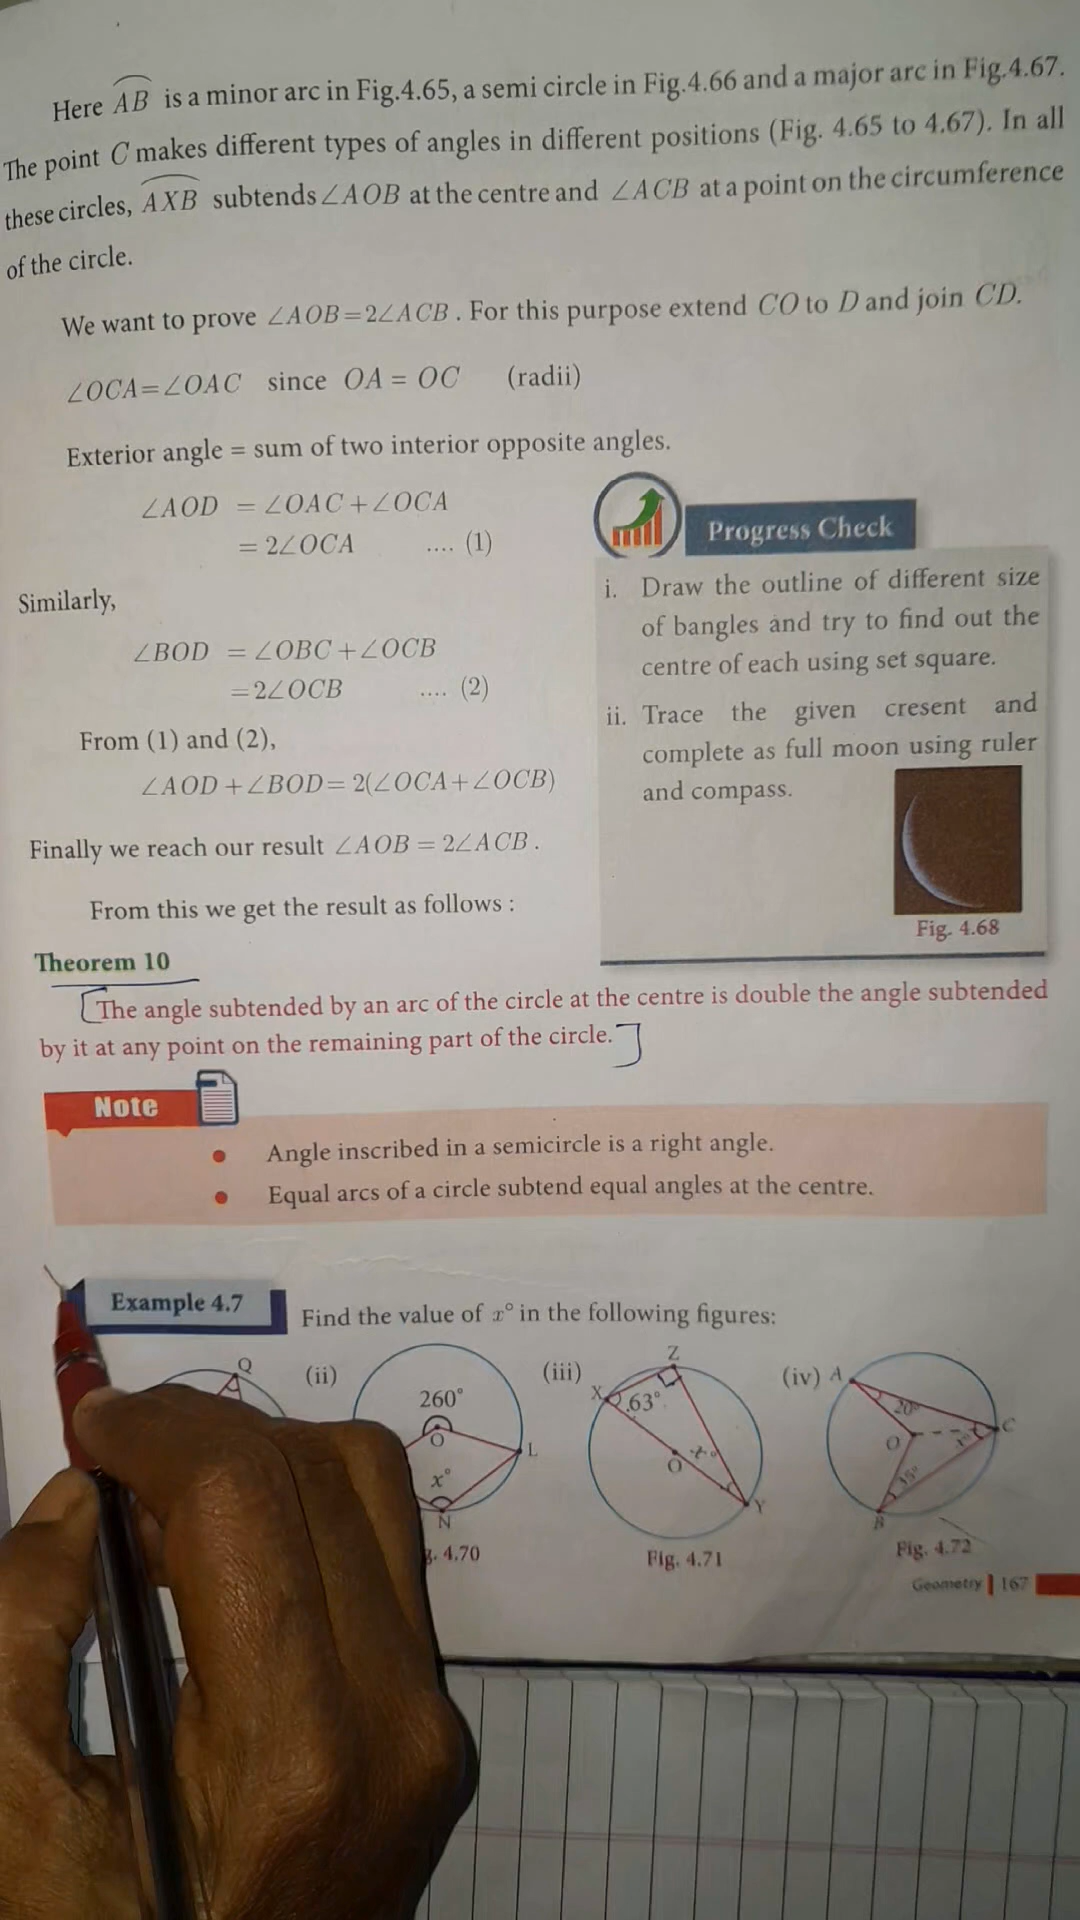 Here AB is a minor arc in Fig.4.65, a semi circle in Fig.4.66 and a major arc in Fig.4.67.
The point C makes different types of angles in different positions (Fig. 4.65 to 4.67). In all
these circles, AXB subtends ∠AOB at the centre and ∠ACB at a point on the circumference
of the circle.
We want to prove ∠AOB=2∠ACB. For this purpose extend CO to D and join CD.
∠OCA=∠OAC since OA = OC (radii)
Exterior angle = sum of two interior opposite angles.
∠AOD = ∠OAC+∠OCA
= 2∠OCA .... (1)
Similarly,
∠BOD = ∠OBC+∠OCB
=2∠OCB .... (2)
From (1) and (2),
∠AOD+∠BOD= 2(∠OCA+∠OCB)
Finally we reach our result ∠AOB = 2∠ACB.
From this we get the result as follows :
Progress Check
i. Draw the outline of different size
of bangles and try to find out the
centre of each using set square.
ii. Trace the given cresent and
complete as full moon using ruler
and compass.
Fig. 4.68
Theorem 10
The angle subtended by an arc of the circle at the centre is double the angle subtended
by it at any point on the remaining part of the circle.
Note
Angle inscribed in a semicircle is a right angle.
Equal arcs of a circle subtend equal angles at the centre.
Example 4.7 Find the value of x° in the following figures:
Q
(ii)
260°
O
L
x°
N
4.70
(iii)
Z
X
63°
O
x°
Y
Fig. 4.71
(iv)
A
20°
O
x°
C
35°
B
Fig. 4.72
Geometry 167